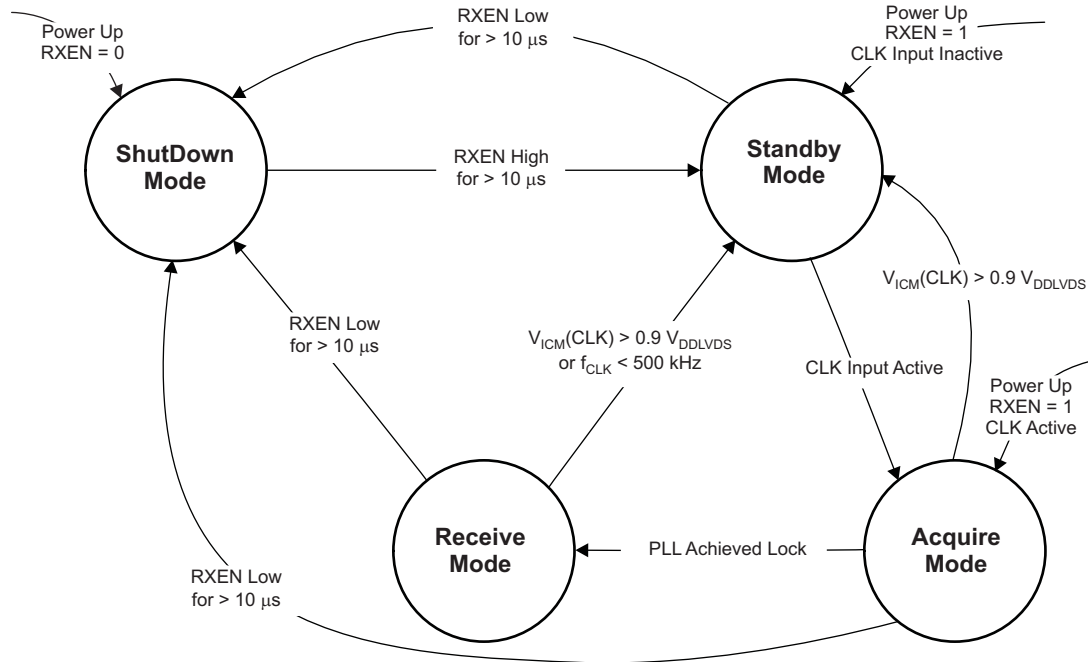 Power Up
RXEN = 0
RXEN Low
for > 10 μs
Power Up
RXEN = 1
CLK Input Inactive
ShutDown
Mode
RXEN High
for > 10 μs
Standby
Mode
RXEN Low
for > 10 μs
V_ICM(CLK) > 0.9 V_DDLVDS
or f_CLK < 500 kHz
V_ICM(CLK) > 0.9 V_DDLVDS
CLK Input Active
Power Up
RXEN = 1
CLK Active
Receive
Mode
PLL Achieved Lock
Acquire
Mode
RXEN Low
for > 10 μs